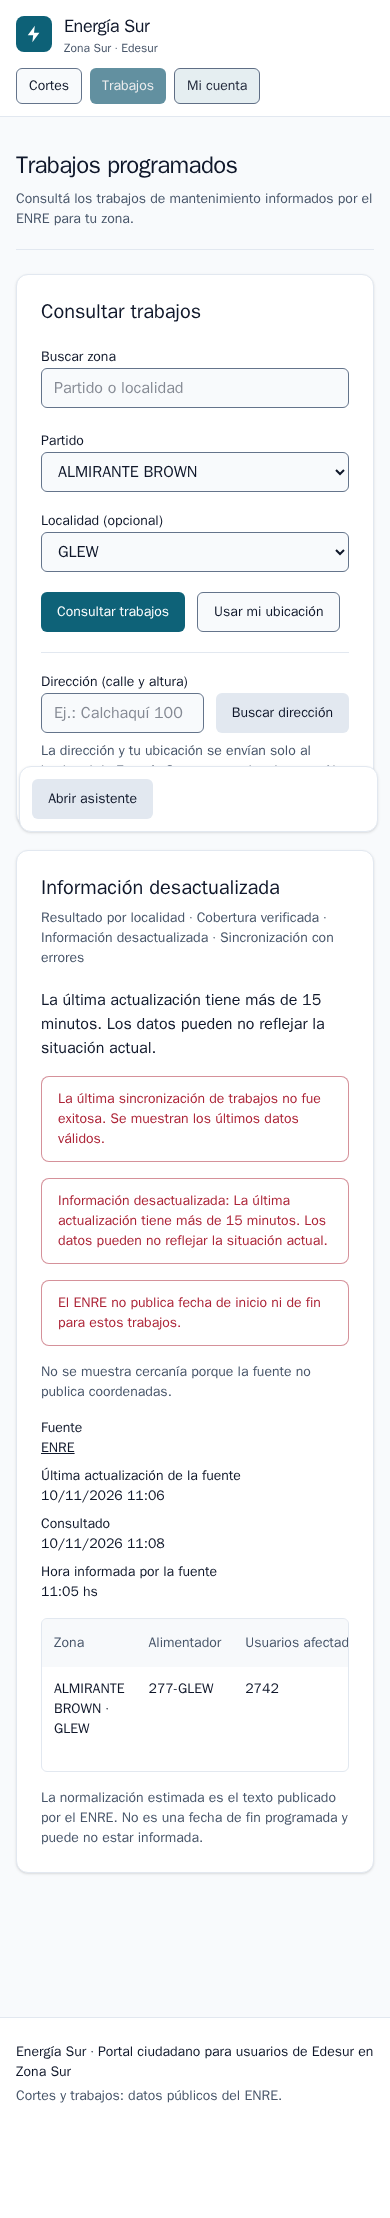 Energía Sur
Zona Sur · Edesur
Cortes
Trabajos
Mi cuenta
Trabajos programados
Consultá los trabajos de mantenimiento informados por el
ENRE para tu zona.
Consultar trabajos
Buscar zona
Partido o localidad
Partido
ALMIRANTE BROWN
Localidad (opcional)
GLEW
Consultar trabajos
Usar mi ubicación
Dirección (calle y altura)
Ej.: Calchaquí 100
Buscar dirección
La dirección y tu ubicación se envían solo al
Abrir asistente
Información desactualizada
Resultado por localidad · Cobertura verificada ·
Información desactualizada · Sincronización con
errores
La última actualización tiene más de 15
minutos. Los datos pueden no reflejar la
situación actual.
La última sincronización de trabajos no fue
exitosa. Se muestran los últimos datos
válidos.
Información desactualizada: La última
actualización tiene más de 15 minutos. Los
datos pueden no reflejar la situación actual.
El ENRE no publica fecha de inicio ni de fin
para estos trabajos.
No se muestra cercanía porque la fuente no
publica coordenadas.
Fuente
ENRE
Última actualización de la fuente
10/11/2026 11:06
Consultado
10/11/2026 11:08
Hora informada por la fuente
11:05 hs
Zona
Alimentador
Usuarios afectad
ALMIRANTE
BROWN ·
GLEW
277-GLEW
2742
La normalización estimada es el texto publicado
por el ENRE. No es una fecha de fin programada y
puede no estar informada.
Energía Sur · Portal ciudadano para usuarios de Edesur en
Zona Sur
Cortes y trabajos: datos públicos del ENRE.